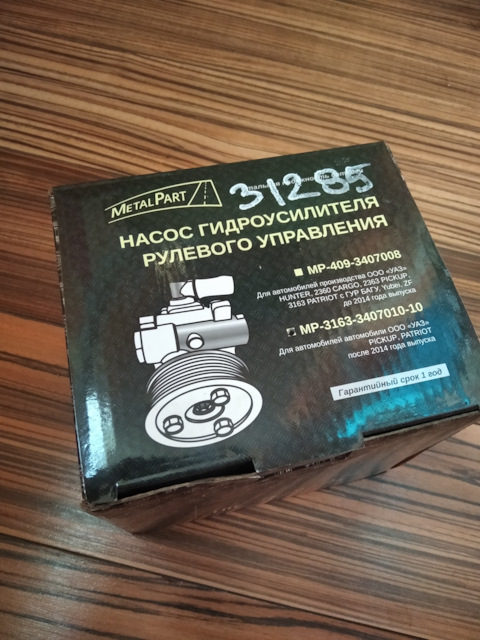 METALPART
31285
НАСОС ГИДРОУСИЛИТЕЛЯ
РУЛЕВОГО УПРАВЛЕНИЯ
MP-409-3407008
Для автомобилей производства ООО «УАЗ»
HUNTER, 2360 CARGO, 2363 PICKUP,
3163 PATRIOT с ГУР БАГУ, Yubei, ZF
до 2014 года выпуска
MP-3163-3407010-10
Для автомобилей автомобили ООО «УАЗ»
PICKUP, PATRIOT
после 2014 года выпуска
Гарантийный срок 1 год